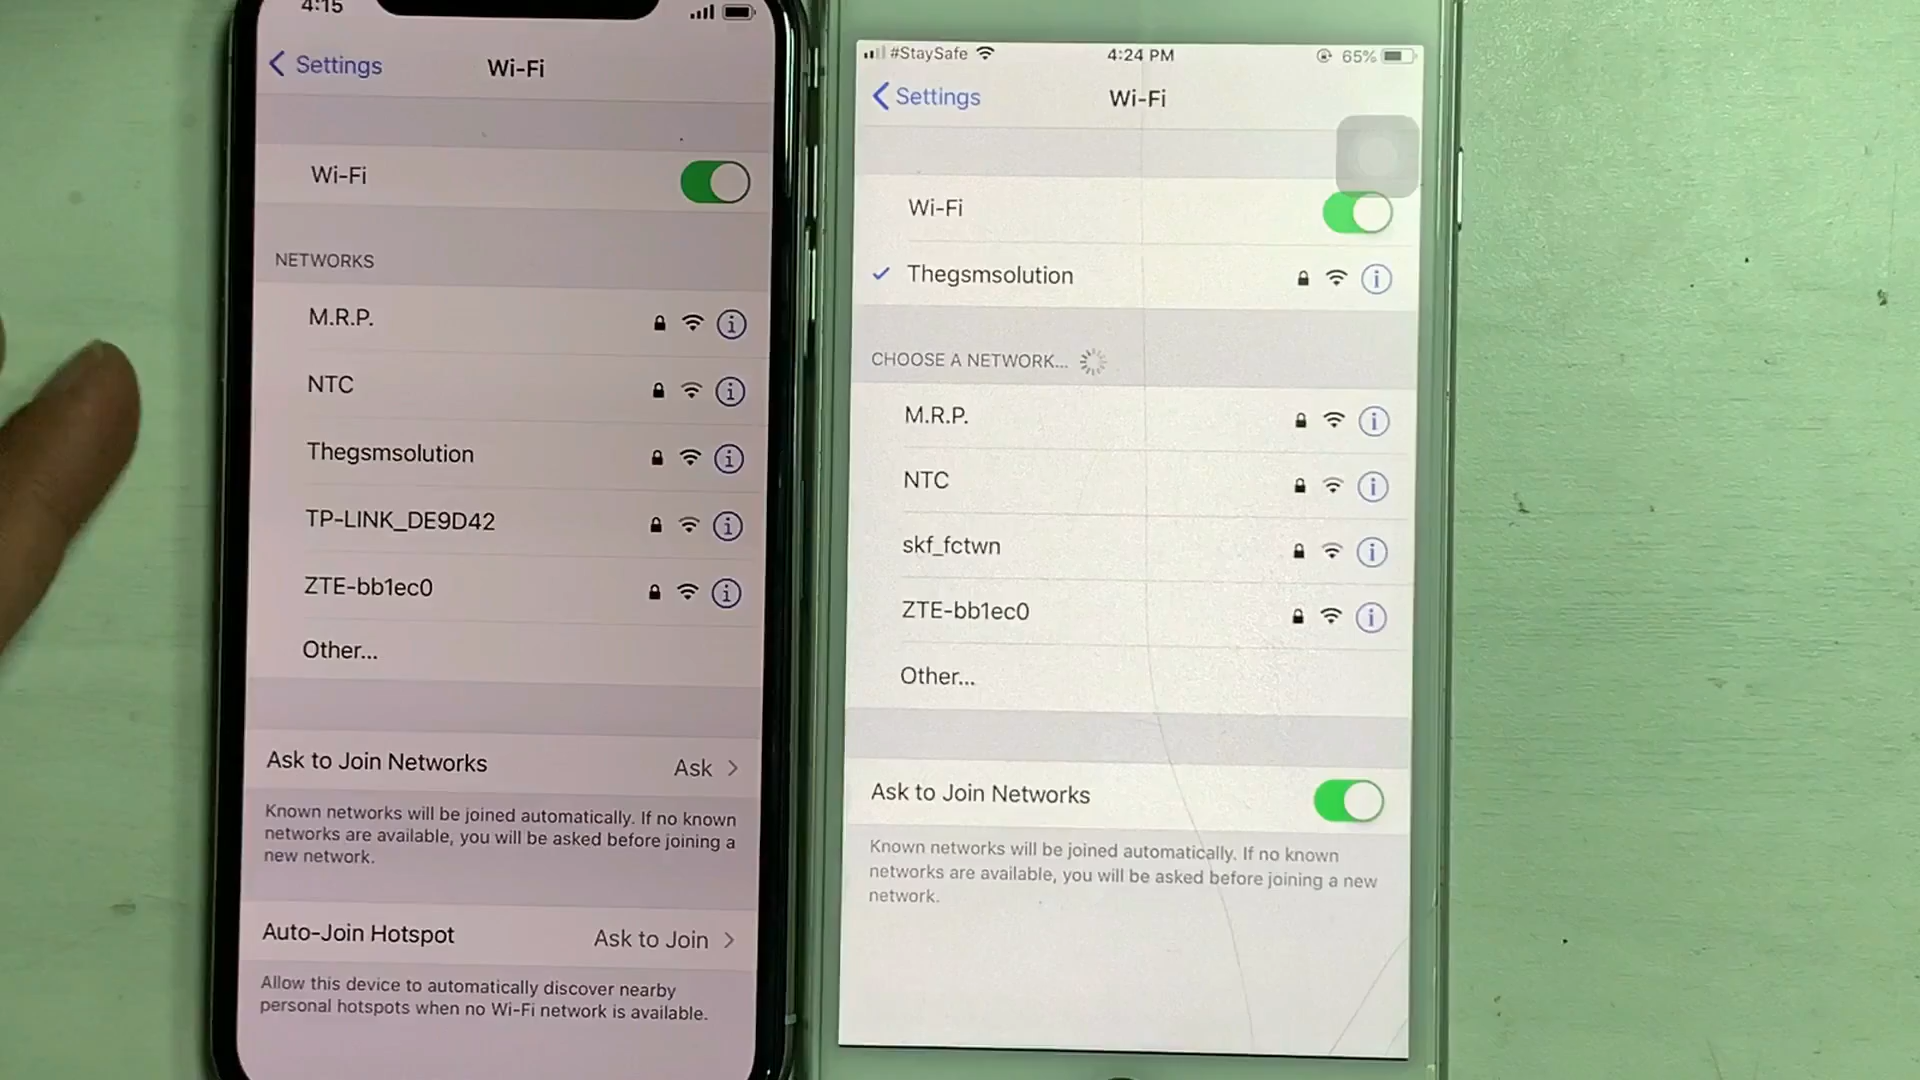 4:15
Settings
Wi-Fi
Wi-Fi
NETWORKS
M.R.P.
NTC
Thegsmsolution
TP-LINK_DE9D42
ZTE-bb1ec0
Other...
Ask to Join Networks
Ask
Known networks will be joined automatically. If no known
networks are available, you will be asked before joining a
new network.
Auto-Join Hotspot
Ask to Join
Allow this device to automatically discover nearby
personal hotspots when no Wi-Fi network is available.
#StaySafe
4:24 PM
65%
Settings
Wi-Fi
Wi-Fi
Thegsmsolution
CHOOSE A NETWORK...
M.R.P.
NTC
skf_fctwn
ZTE-bb1ec0
Other...
Ask to Join Networks
Known networks will be joined automatically. If no known
networks are available, you will be asked before joining a new
network.